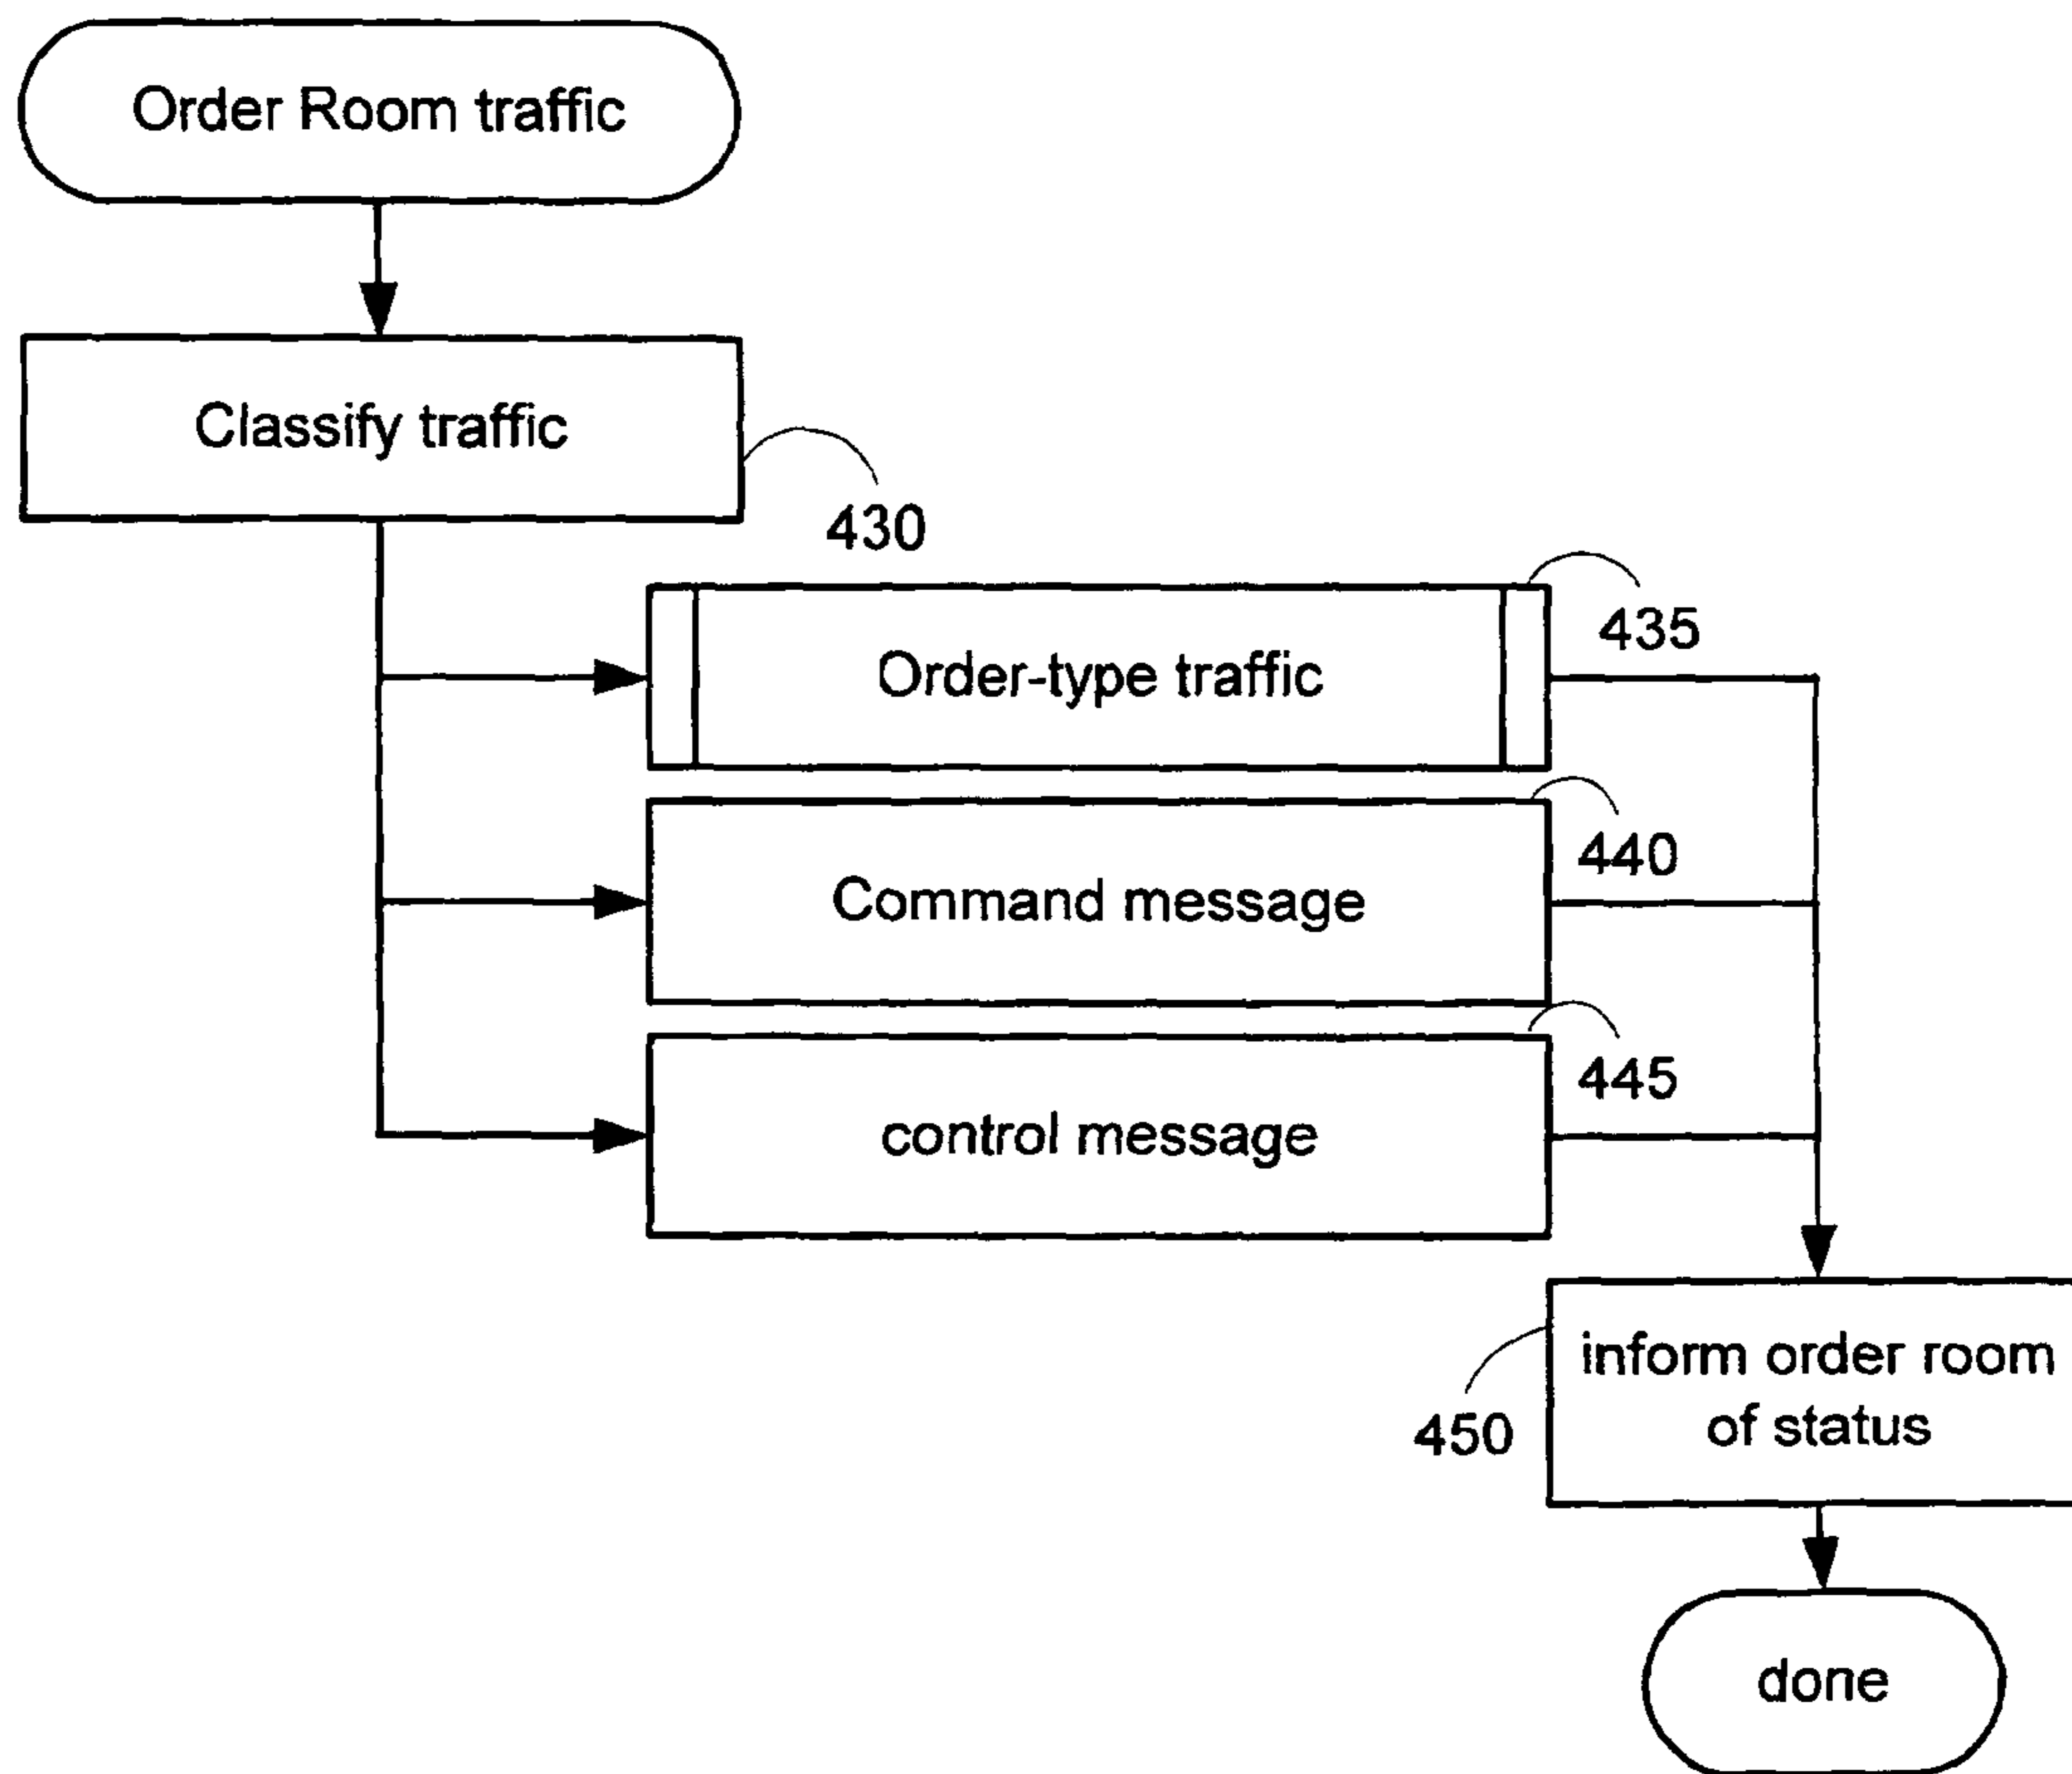 Order Room traffic
Classify traffic
430
435
Order-type traffic
440
Command message
445
control message
inform order room
of status
450
done